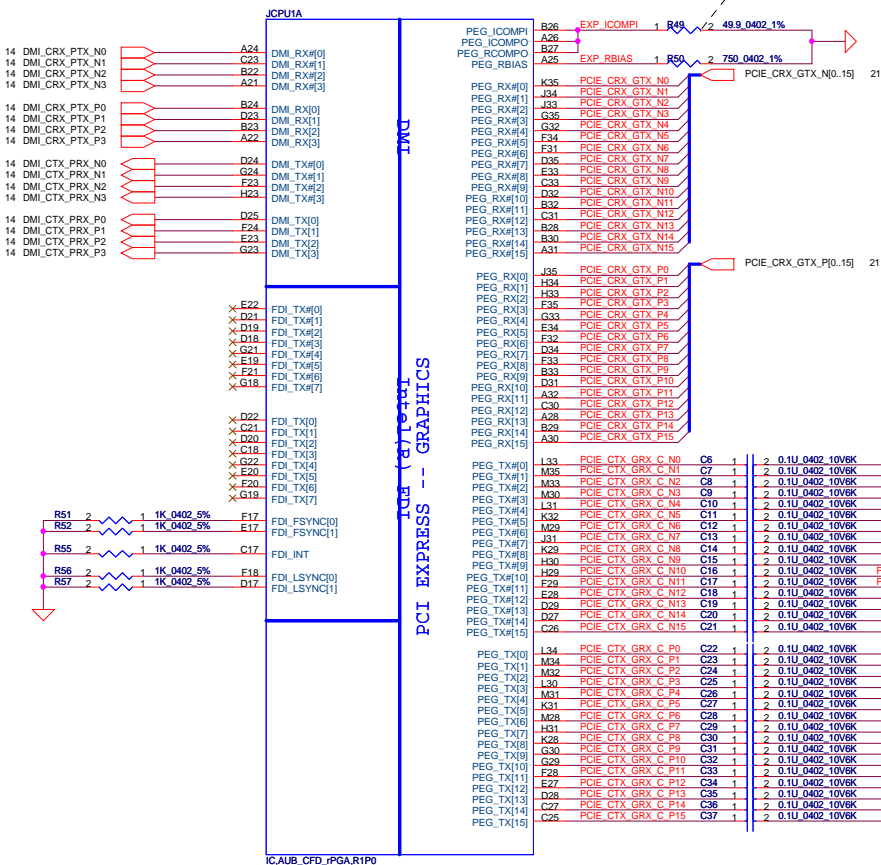 JCPU1A
14 DMI_CRX_PTX_N0 A24 DMI_RX#[0]
14 DMI_CRX_PTX_N1 C23 DMI_RX#[1]
14 DMI_CRX_PTX_N2 B22 DMI_RX#[2]
14 DMI_CRX_PTX_N3 A21 DMI_RX#[3]
14 DMI_CRX_PTX_P0 B24 DMI_RX[0]
14 DMI_CRX_PTX_P1 D23 DMI_RX[1]
14 DMI_CRX_PTX_P2 B23 DMI_RX[2]
14 DMI_CRX_PTX_P3 A22 DMI_RX[3]
14 DMI_CTX_PRX_N0 D24 DMI_TX#[0]
14 DMI_CTX_PRX_N1 G24 DMI_TX#[1]
14 DMI_CTX_PRX_N2 F23 DMI_TX#[2]
14 DMI_CTX_PRX_N3 H23 DMI_TX#[3]
14 DMI_CTX_PRX_P0 D25 DMI_TX[0]
14 DMI_CTX_PRX_P1 F24 DMI_TX[1]
14 DMI_CTX_PRX_P2 E23 DMI_TX[2]
14 DMI_CTX_PRX_P3 G23 DMI_TX[3]
E22 FDI_TX#[0]
D21 FDI_TX#[1]
D19 FDI_TX#[2]
D18 FDI_TX#[3]
G21 FDI_TX#[4]
E19 FDI_TX#[5]
F21 FDI_TX#[6]
G18 FDI_TX#[7]
D22 FDI_TX[0]
C21 FDI_TX[1]
D20 FDI_TX[2]
C18 FDI_TX[3]
G22 FDI_TX[4]
E20 FDI_TX[5]
F20 FDI_TX[6]
G19 FDI_TX[7]
R51 2 1 1K_0402_5% F17 FDI_FSYNC[0]
R52 2 1 1K_0402_5% E17 FDI_FSYNC[1]
R55 2 1 1K_0402_5% C17 FDI_INT
R56 2 1 1K_0402_5% F18 FDI_LSYNC[0]
R57 2 1 1K_0402_5% D17 FDI_LSYNC[1]
DMI
Intel(R) FDI
PCI EXPRESS -- GRAPHICS
PEG_ICOMPI B26 EXP_ICOMPI 1 R49 2 49.9_0402_1%
PEG_ICOMPO A26
PEG_RCOMPO B27
PEG_RBIAS A25 EXP_RBIAS 1 R50 2 750_0402_1%
PCIE_CRX_GTX_N[0..15] 21
PEG_RX#[0] K35 PCIE_CRX_GTX_N0
PEG_RX#[1] J34 PCIE_CRX_GTX_N1
PEG_RX#[2] J33 PCIE_CRX_GTX_N2
PEG_RX#[3] G35 PCIE_CRX_GTX_N3
PEG_RX#[4] G32 PCIE_CRX_GTX_N4
PEG_RX#[5] F34 PCIE_CRX_GTX_N5
PEG_RX#[6] F31 PCIE_CRX_GTX_N6
PEG_RX#[7] D35 PCIE_CRX_GTX_N7
PEG_RX#[8] E33 PCIE_CRX_GTX_N8
PEG_RX#[9] C33 PCIE_CRX_GTX_N9
PEG_RX#[10] D32 PCIE_CRX_GTX_N10
PEG_RX#[11] B32 PCIE_CRX_GTX_N11
PEG_RX#[12] C31 PCIE_CRX_GTX_N12
PEG_RX#[13] B28 PCIE_CRX_GTX_N13
PEG_RX#[14] B30 PCIE_CRX_GTX_N14
PEG_RX#[15] A31 PCIE_CRX_GTX_N15
PCIE_CRX_GTX_P[0..15] 21
PEG_RX[0] J35 PCIE_CRX_GTX_P0
PEG_RX[1] H34 PCIE_CRX_GTX_P1
PEG_RX[2] H33 PCIE_CRX_GTX_P2
PEG_RX[3] F35 PCIE_CRX_GTX_P3
PEG_RX[4] G33 PCIE_CRX_GTX_P4
PEG_RX[5] E34 PCIE_CRX_GTX_P5
PEG_RX[6] F32 PCIE_CRX_GTX_P6
PEG_RX[7] D34 PCIE_CRX_GTX_P7
PEG_RX[8] F33 PCIE_CRX_GTX_P8
PEG_RX[9] B33 PCIE_CRX_GTX_P9
PEG_RX[10] D31 PCIE_CRX_GTX_P10
PEG_RX[11] A32 PCIE_CRX_GTX_P11
PEG_RX[12] C30 PCIE_CRX_GTX_P12
PEG_RX[13] A28 PCIE_CRX_GTX_P13
PEG_RX[14] B29 PCIE_CRX_GTX_P14
PEG_RX[15] A30 PCIE_CRX_GTX_P15
PEG_TX#[0] L33 PCIE_CTX_GRX_C_N0 C6 1 2 0.1U_0402_10V6K
PEG_TX#[1] M35 PCIE_CTX_GRX_C_N1 C7 1 2 0.1U_0402_10V6K
PEG_TX#[2] M33 PCIE_CTX_GRX_C_N2 C8 1 2 0.1U_0402_10V6K
PEG_TX#[3] M30 PCIE_CTX_GRX_C_N3 C9 1 2 0.1U_0402_10V6K
PEG_TX#[4] L31 PCIE_CTX_GRX_C_N4 C10 1 2 0.1U_0402_10V6K
PEG_TX#[5] K32 PCIE_CTX_GRX_C_N5 C11 1 2 0.1U_0402_10V6K
PEG_TX#[6] M29 PCIE_CTX_GRX_C_N6 C12 1 2 0.1U_0402_10V6K
PEG_TX#[7] J31 PCIE_CTX_GRX_C_N7 C13 1 2 0.1U_0402_10V6K
PEG_TX#[8] K29 PCIE_CTX_GRX_C_N8 C14 1 2 0.1U_0402_10V6K
PEG_TX#[9] H30 PCIE_CTX_GRX_C_N9 C15 1 2 0.1U_0402_10V6K
PEG_TX#[10] H29 PCIE_CTX_GRX_C_N10 C16 1 2 0.1U_0402_10V6K
PEG_TX#[11] F29 PCIE_CTX_GRX_C_N11 C17 1 2 0.1U_0402_10V6K
PEG_TX#[12] E28 PCIE_CTX_GRX_C_N12 C18 1 2 0.1U_0402_10V6K
PEG_TX#[13] D29 PCIE_CTX_GRX_C_N13 C19 1 2 0.1U_0402_10V6K
PEG_TX#[14] D27 PCIE_CTX_GRX_C_N14 C20 1 2 0.1U_0402_10V6K
PEG_TX#[15] C26 PCIE_CTX_GRX_C_N15 C21 1 2 0.1U_0402_10V6K
PEG_TX[0] L34 PCIE_CTX_GRX_C_P0 C22 1 2 0.1U_0402_10V6K
PEG_TX[1] M34 PCIE_CTX_GRX_C_P1 C23 1 2 0.1U_0402_10V6K
PEG_TX[2] M32 PCIE_CTX_GRX_C_P2 C24 1 2 0.1U_0402_10V6K
PEG_TX[3] L30 PCIE_CTX_GRX_C_P3 C25 1 2 0.1U_0402_10V6K
PEG_TX[4] M31 PCIE_CTX_GRX_C_P4 C26 1 2 0.1U_0402_10V6K
PEG_TX[5] K31 PCIE_CTX_GRX_C_P5 C27 1 2 0.1U_0402_10V6K
PEG_TX[6] M28 PCIE_CTX_GRX_C_P6 C28 1 2 0.1U_0402_10V6K
PEG_TX[7] H31 PCIE_CTX_GRX_C_P7 C29 1 2 0.1U_0402_10V6K
PEG_TX[8] K28 PCIE_CTX_GRX_C_P8 C30 1 2 0.1U_0402_10V6K
PEG_TX[9] G30 PCIE_CTX_GRX_C_P9 C31 1 2 0.1U_0402_10V6K
PEG_TX[10] G29 PCIE_CTX_GRX_C_P10 C32 1 2 0.1U_0402_10V6K
PEG_TX[11] F28 PCIE_CTX_GRX_C_P11 C33 1 2 0.1U_0402_10V6K
PEG_TX[12] E27 PCIE_CTX_GRX_C_P12 C34 1 2 0.1U_0402_10V6K
PEG_TX[13] D28 PCIE_CTX_GRX_C_P13 C35 1 2 0.1U_0402_10V6K
PEG_TX[14] C27 PCIE_CTX_GRX_C_P14 C36 1 2 0.1U_0402_10V6K
PEG_TX[15] C25 PCIE_CTX_GRX_C_P15 C37 1 2 0.1U_0402_10V6K
IC,AUB_CFD_rPGA,R1P0